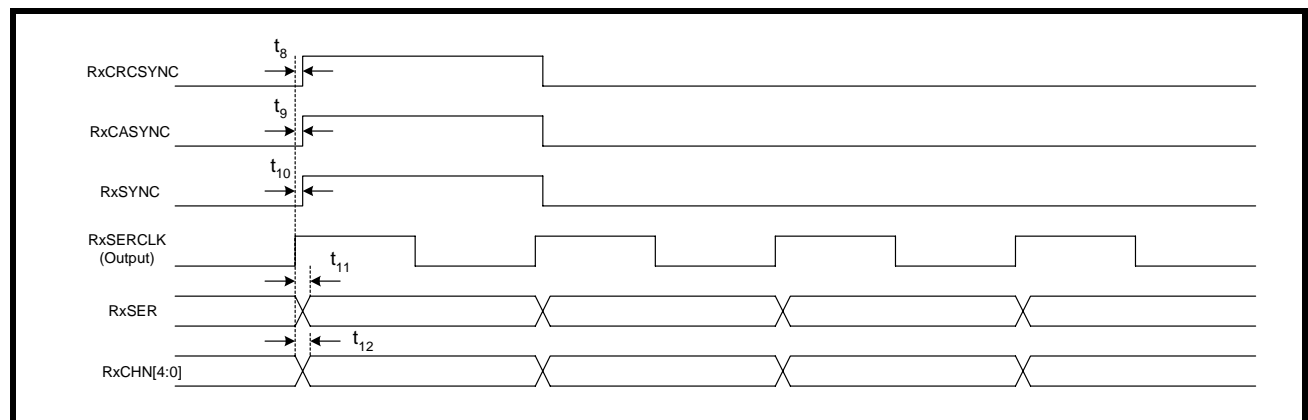 t8
RxCRCSYNC
t9
RxCASYNC
t10
RxSYNC
RxSERCLK
(Output)
t11
RxSER
t12
RxCHN[4:0]